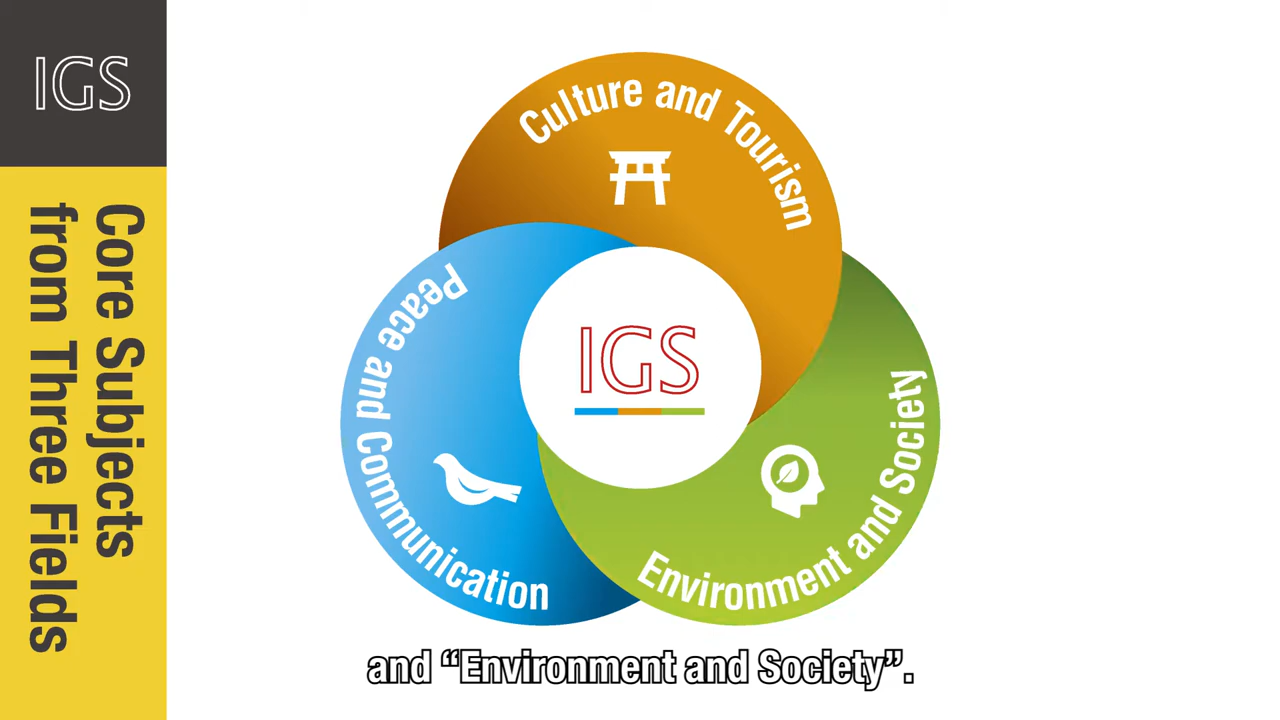 IGS
Core Subjects
from Three Fields
Culture and Tourism
Peace and Communication
IGS
Environment and Society
and “Environment and Society”.